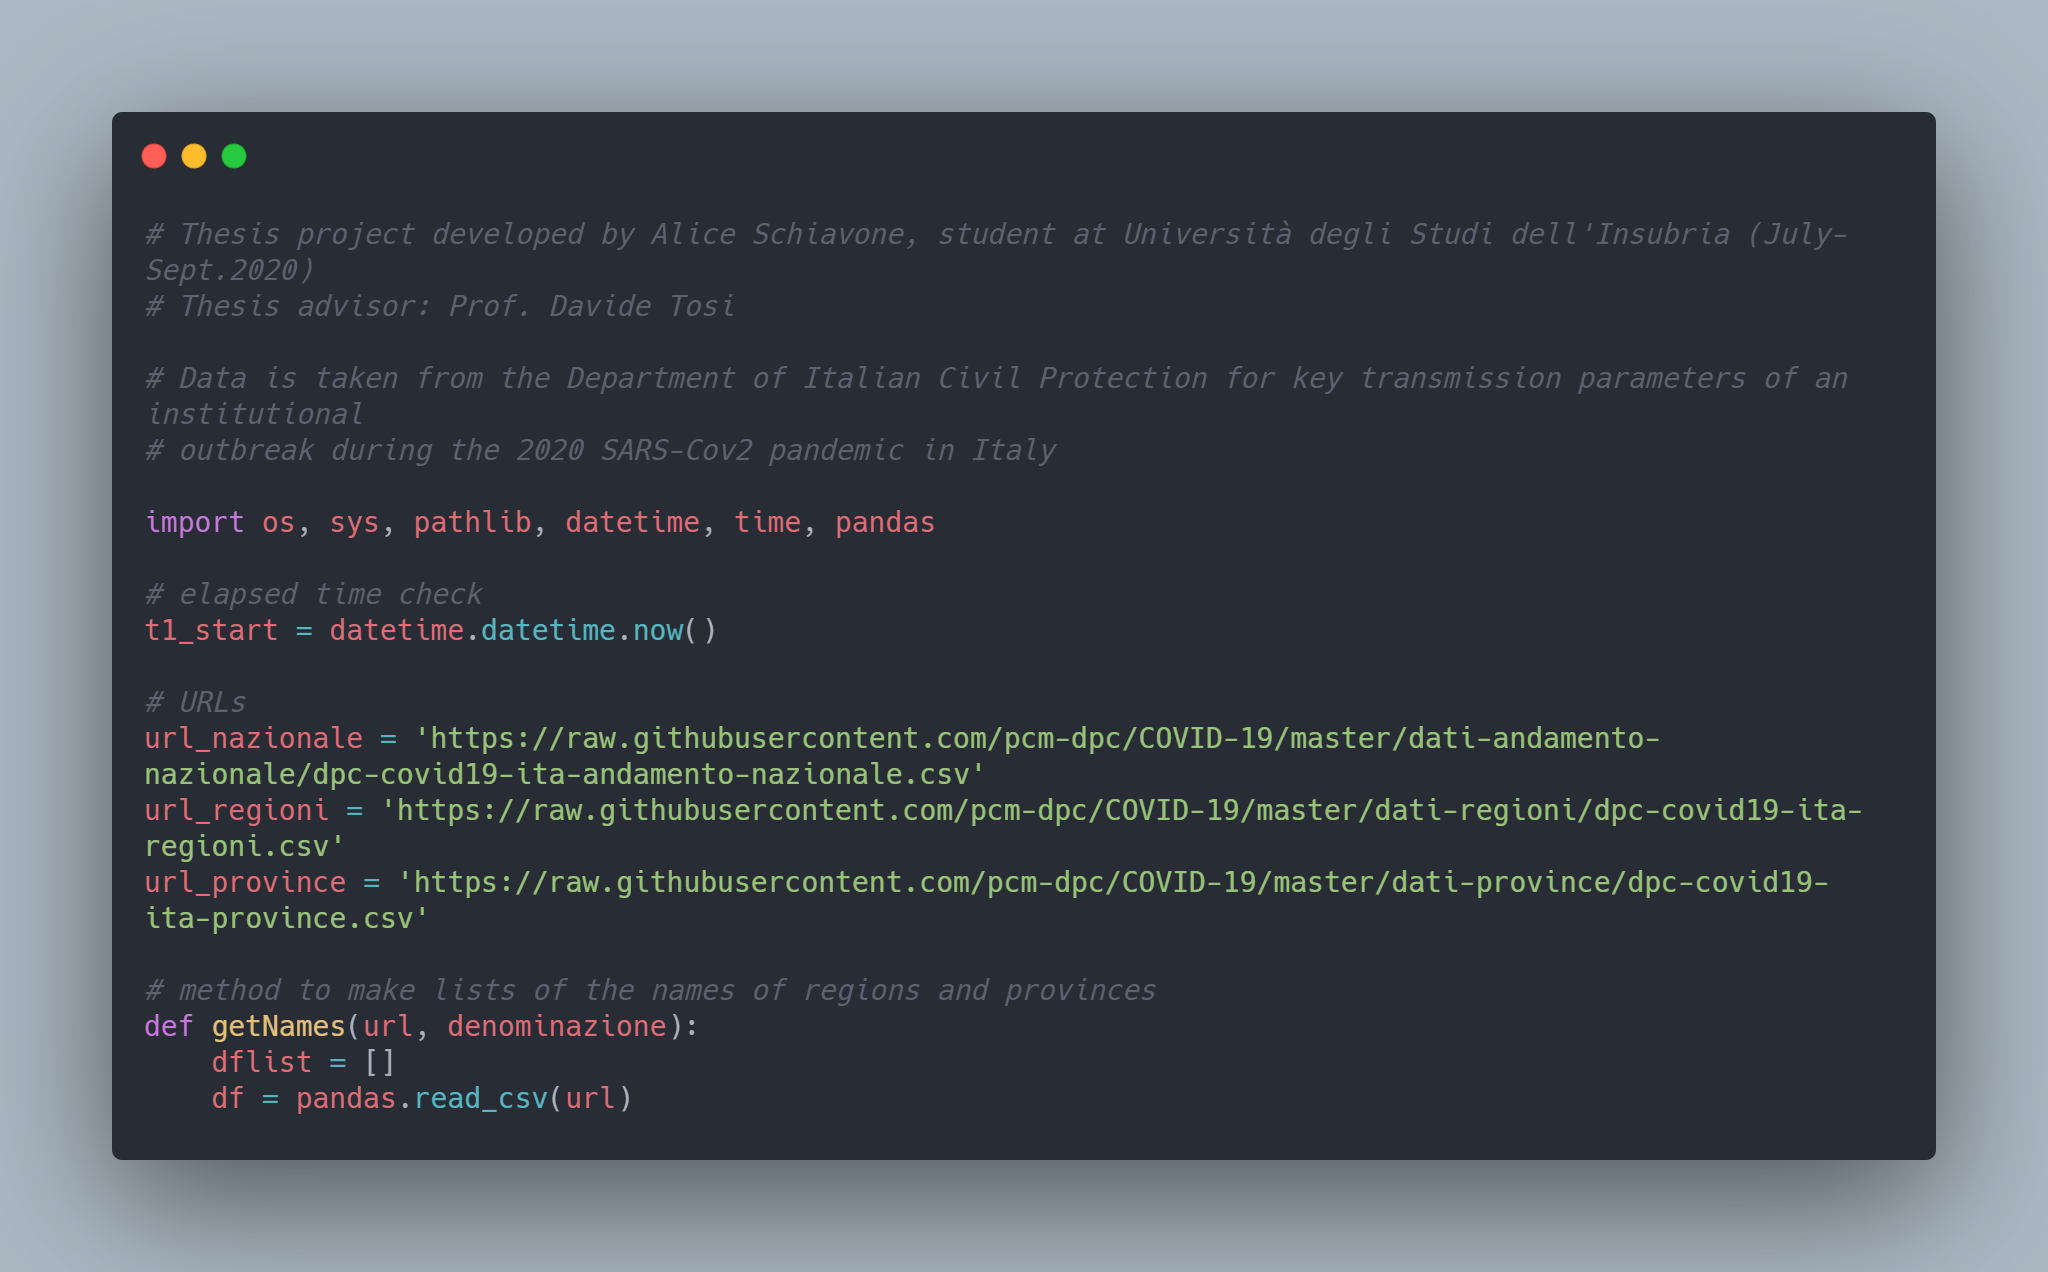 # Thesis project developed by Alice Schiavone, student at Università degli Studi dell'Insubria (July-
Sept.2020)
# Thesis advisor: Prof. Davide Tosi

# Data is taken from the Department of Italian Civil Protection for key transmission parameters of an
institutional
# outbreak during the 2020 SARS-Cov2 pandemic in Italy

import os, sys, pathlib, datetime, time, pandas

# elapsed time check
t1_start = datetime.datetime.now()

# URLs
url_nazionale = 'https://raw.githubusercontent.com/pcm-dpc/COVID-19/master/dati-andamento-
nazionale/dpc-covid19-ita-andamento-nazionale.csv'
url_regioni = 'https://raw.githubusercontent.com/pcm-dpc/COVID-19/master/dati-regioni/dpc-covid19-ita-
regioni.csv'
url_province = 'https://raw.githubusercontent.com/pcm-dpc/COVID-19/master/dati-province/dpc-covid19-
ita-province.csv'

# method to make lists of the names of regions and provinces
def getNames(url, denominazione):
    dflist = []
    df = pandas.read_csv(url)